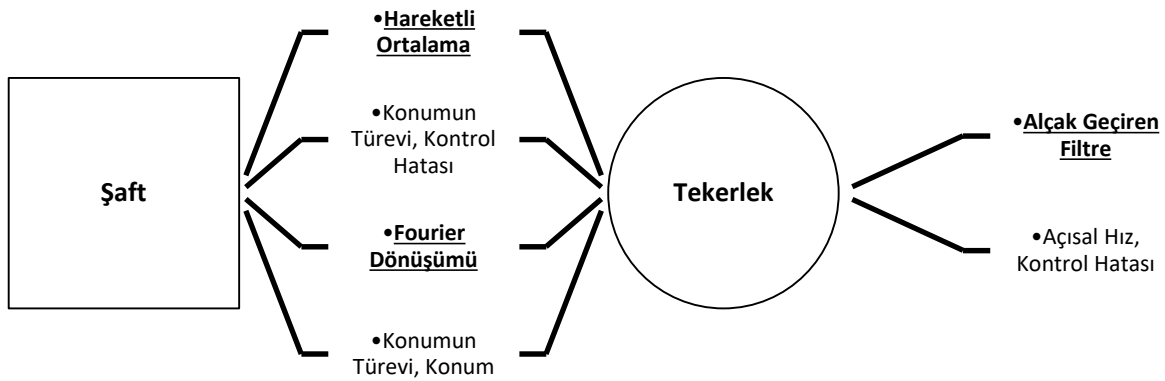 Şaft
•Hareketli
Ortalama
•Konumun
Türevi, Kontrol
Hatası
•Fourier
Dönüşümü
•Konumun
Türevi, Konum
Tekerlek
•Alçak Geçiren
Filtre
•Açısal Hız,
Kontrol Hatası